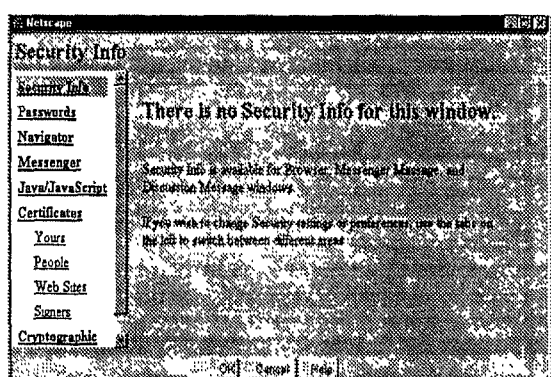 Netscape
Security Info
Security Info
Passwords
Navigator
Messenger
Java/JavaScript
Certificates
Yours
People
Web Sites
Signers
Cryptographic
There is no Security Info for this window.
Security Info is available for Browser, Messenger Message, and
Discussion Message windows.
If you wish to change Security settings or preferences, use the tabs on
the left to switch between different areas
OK Cancel Help